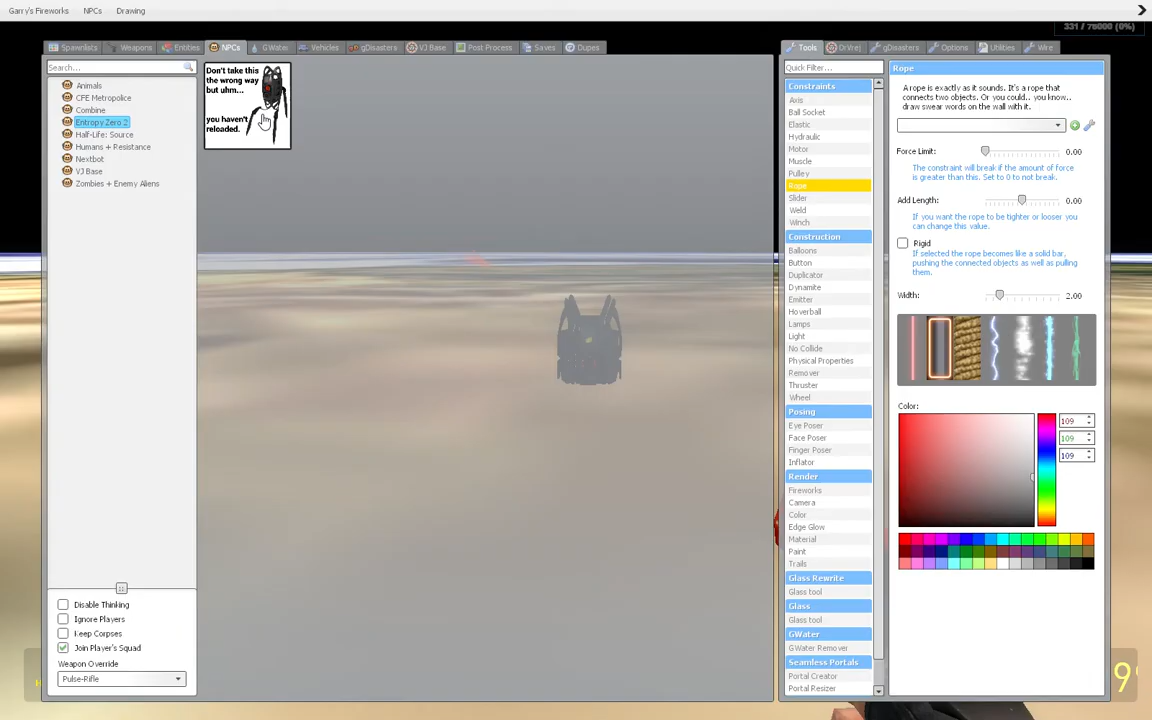 Garry's Fireworks NPCs Drawing
331 / 75000 (0%)
Spawnlists Weapons Entities NPCs GWater Vehicles gDisasters VJ Base Post Process Saves Dupes
Search...
Animals
CFE Metropolice
Combine
Entropy Zero 2
Half-Life: Source
Humans + Resistance
Nextbot
VJ Base
Zombies + Enemy Aliens
Don't take this
the wrong way
but uhm...
you haven't
reloaded.
Disable Thinking
Ignore Players
Keep Corpses
Join Player's Squad
Weapon Override
Pulse-Rifle
Tools DrVrej gDisasters Options Utilities Wire
Quick Filter...
Constraints
Axis
Ball Socket
Elastic
Hydraulic
Motor
Muscle
Pulley
Rope
Slider
Weld
Winch
Construction
Balloons
Button
Duplicator
Dynamite
Emitter
Hoverball
Lamps
Light
No Collide
Physical Properties
Remover
Thruster
Wheel
Posing
Eye Poser
Face Poser
Finger Poser
Inflator
Render
Fireworks
Camera
Color
Edge Glow
Material
Paint
Trails
Glass Rewrite
Glass tool
Glass
Glass tool
GWater
GWater Remover
Seamless Portals
Portal Creator
Portal Resizer
Rope
A rope is exactly as it sounds. It's a rope that
connects two objects. Or you could.. you know..
draw swear words on the wall with it.
Force Limit: 0.00
The constraint will break if the amount of force
is greater than this. Set to 0 to not break.
Add Length: 0.00
If you want the rope to be tighter or looser you
can change this value.
Rigid
If selected the rope becomes like a solid bar,
pushing the connected objects as well as pulling
them.
Width: 2.00
Color:
109
109
109